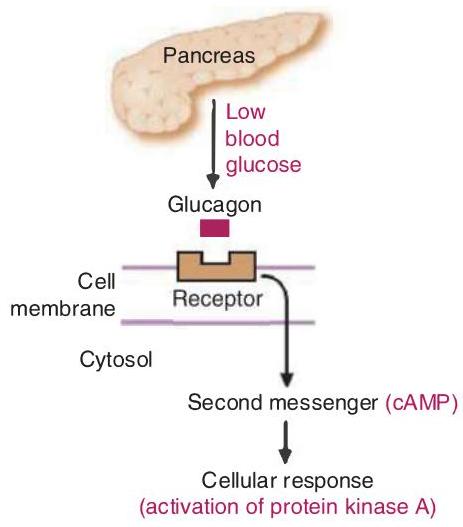 Pancreas
Low
blood
glucose
Glucagon
Cell
membrane
Receptor
Cytosol
Second messenger (cAMP)
Cellular response
(activation of protein kinase A)